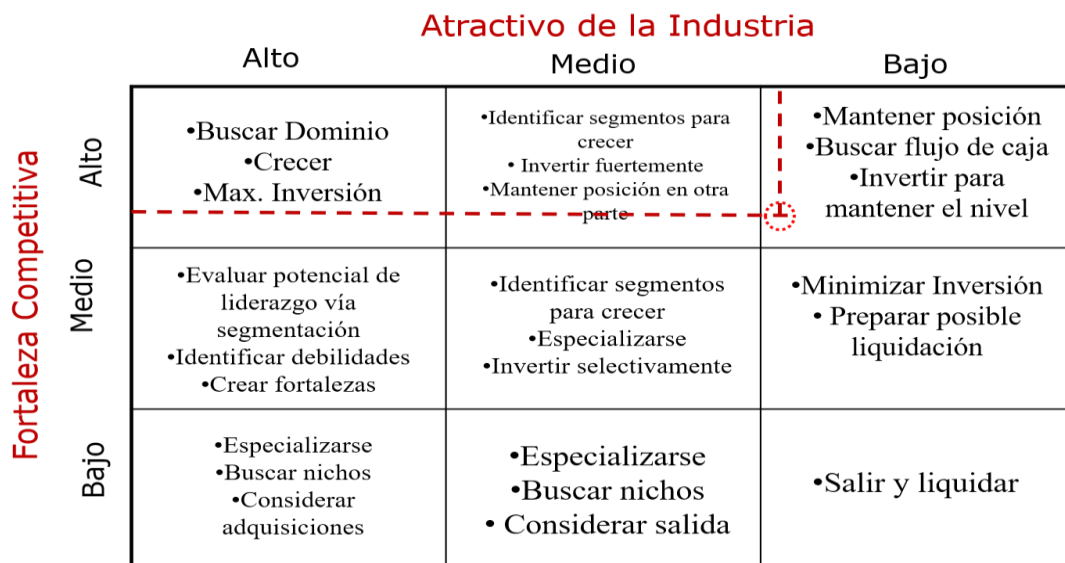 Atractivo de la Industria
Alto
Medio
Bajo
Fortaleza Competitiva
Alto
•Buscar Dominio
•Crecer
•Max. Inversión
•Identificar segmentos para
crecer
• Invertir fuertemente
•Mantener posición en otra
parte
•Mantener posición
•Buscar flujo de caja
•Invertir para
mantener el nivel
Medio
•Evaluar potencial de
liderazgo vía
segmentación
•Identificar debilidades
•Crear fortalezas
•Identificar segmentos
para crecer
•Especializarse
•Invertir selectivamente
•Minimizar Inversión
• Preparar posible
liquidación
Bajo
•Especializarse
•Buscar nichos
•Considerar
adquisiciones
•Especializarse
•Buscar nichos
• Considerar salida
•Salir y liquidar